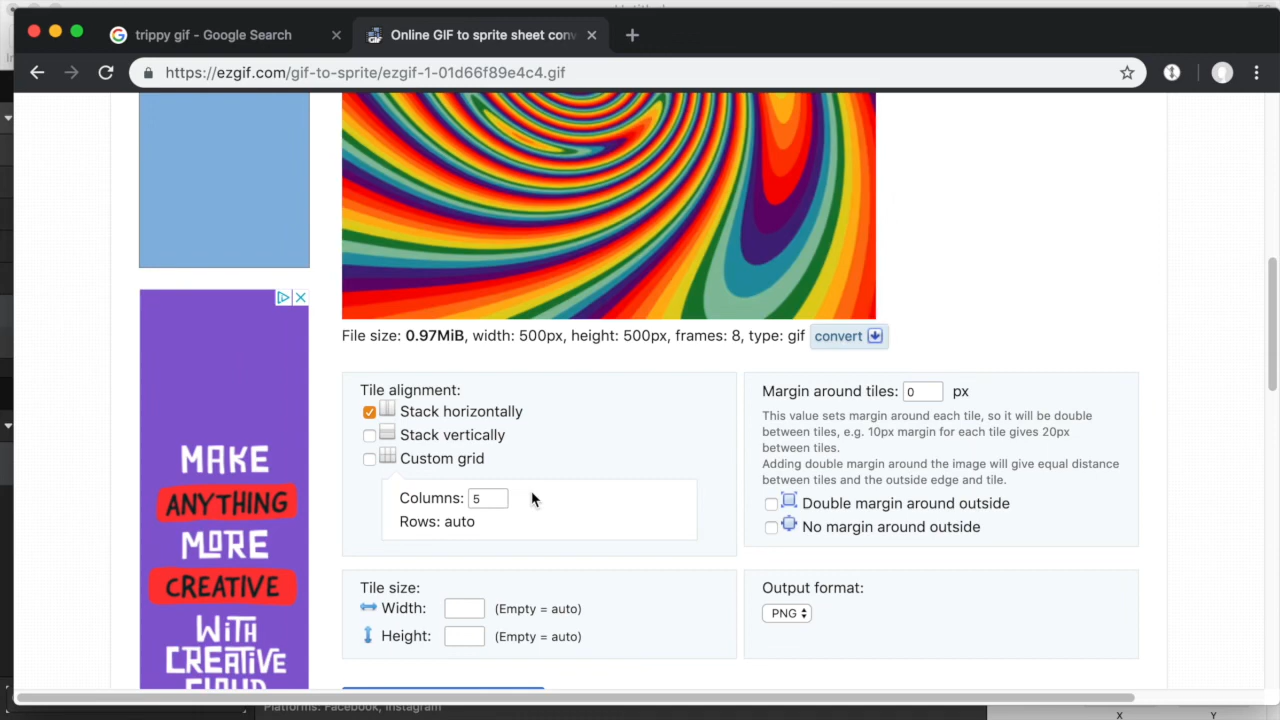 trippy gif - Google Search
Online GIF to sprite sheet conv
https://ezgif.com/gif-to-sprite/ezgif-1-01d66f89e4c4.gif
File size: 0.97MiB, width: 500px, height: 500px, frames: 8, type: gif
convert
Tile alignment:
Stack horizontally
Stack vertically
Custom grid
Columns: 5
Rows: auto
Margin around tiles: 0 px
This value sets margin around each tile, so it will be double
between tiles, e.g. 10px margin for each tile gives 20px
between tiles.
Adding double margin around the image will give equal distance
between tiles and the outside edge and tile.
Double margin around outside
No margin around outside
Tile size:
Width: (Empty = auto)
Height: (Empty = auto)
Output format:
PNG
MAKE
ANYTHING
MORE
CREATIVE
WITH
CREATIVE
CLOUD
Platforms: Facebook, Instagram
X Y